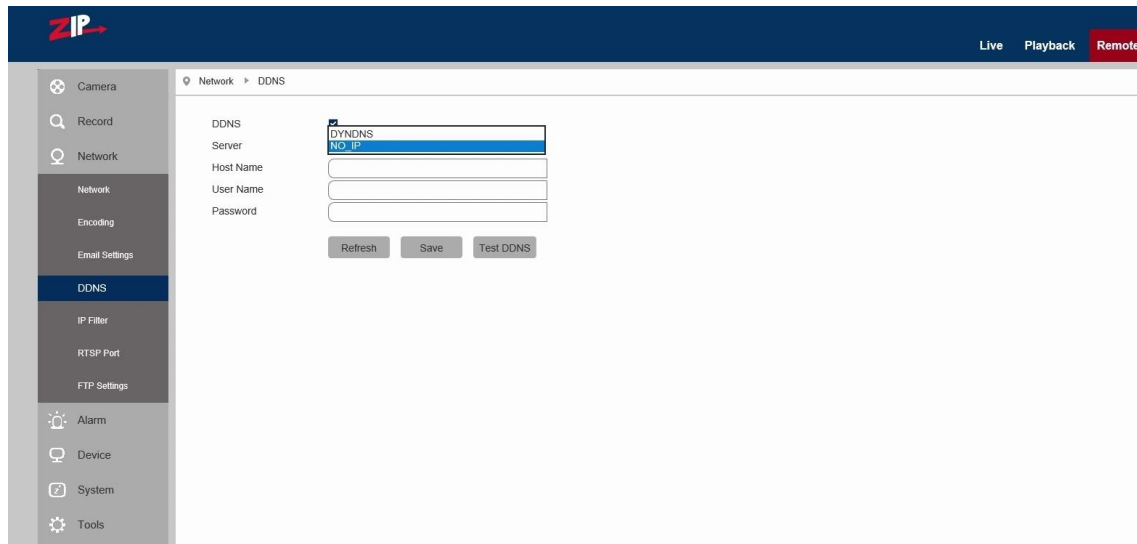 ZIP
Live Playback Remote
Camera
Record
Network
Network
Encoding
Email Settings
DDNS
IP Filter
RTSP Port
FTP Settings
Alarm
Device
System
Tools
Network DDNS
DDNS
DYNDNS
Server
NO_IP
Host Name
User Name
Password
Refresh Save Test DDNS